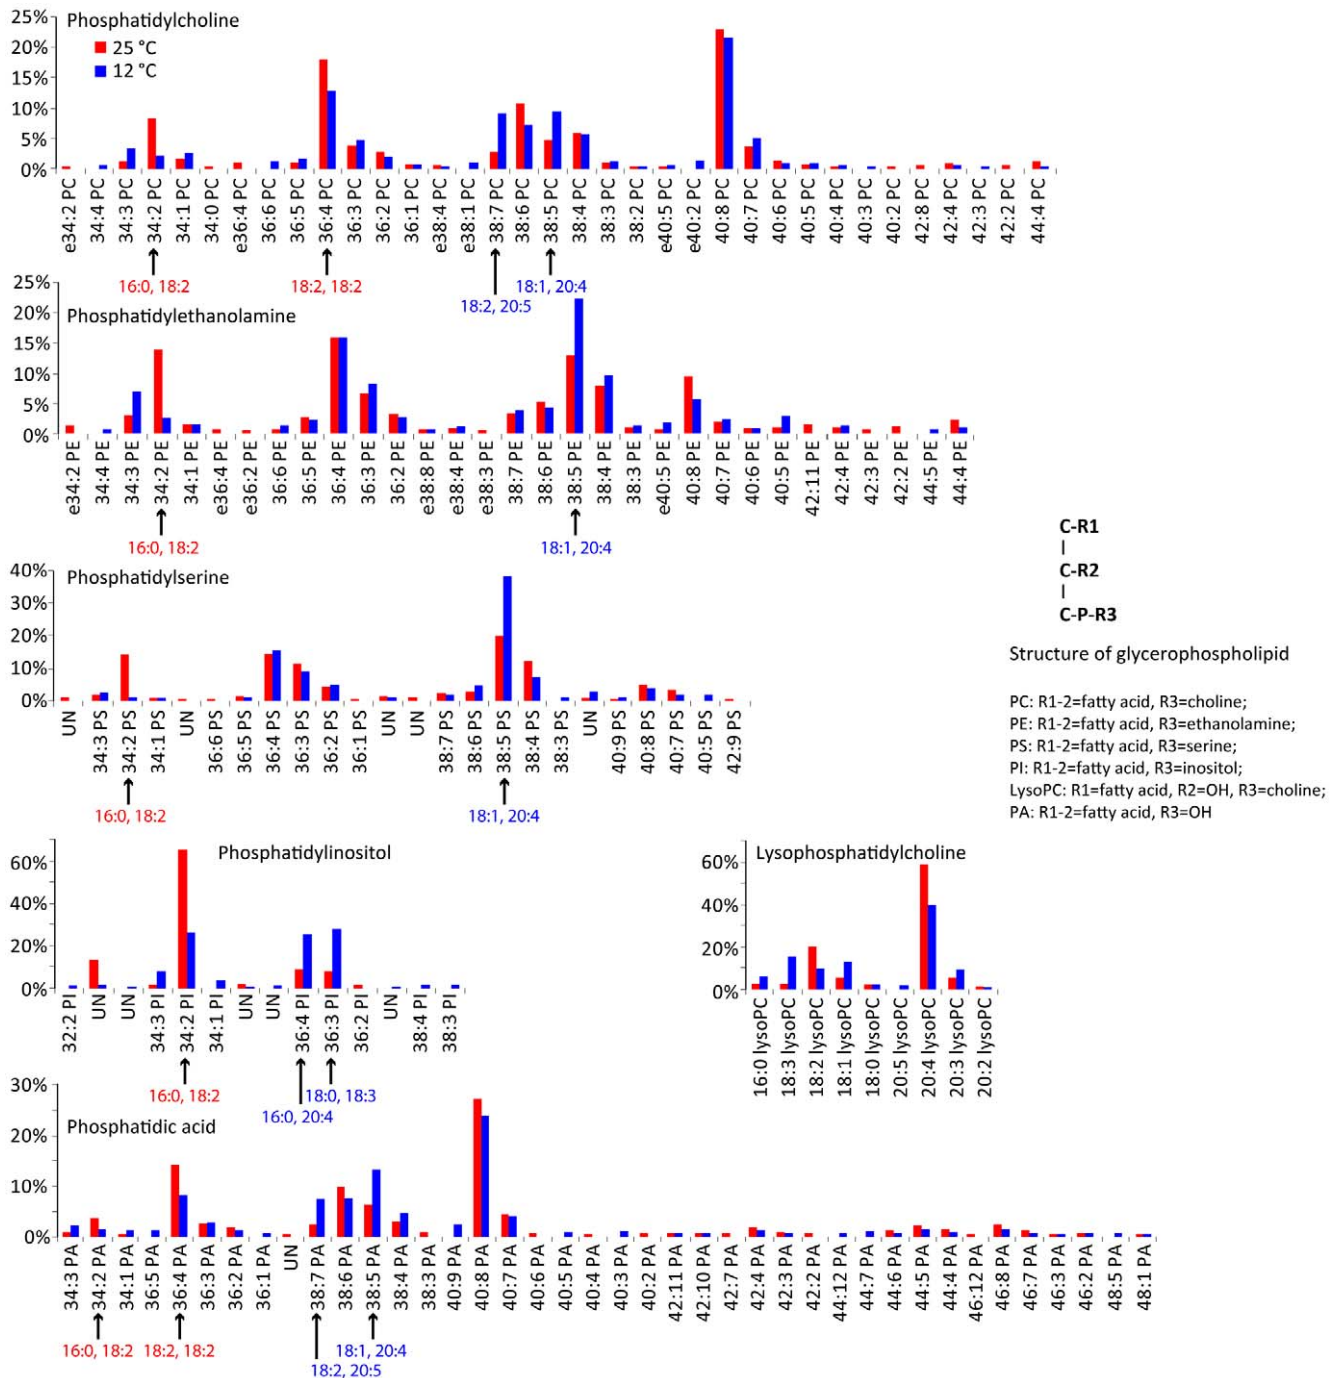 Phosphatidylcholine
25 °C
12 °C
25%
20%
15%
10%
5%
0%
e34:2 PC
34:4 PC
34:3 PC
34:2 PC
34:1 PC
34:0 PC
e36:4 PC
36:6 PC
36:5 PC
36:4 PC
36:3 PC
36:2 PC
36:1 PC
e38:4 PC
e38:1 PC
38:7 PC
38:6 PC
38:5 PC
38:4 PC
38:3 PC
38:2 PC
e40:5 PC
e40:2 PC
40:8 PC
40:7 PC
40:6 PC
40:5 PC
40:4 PC
40:3 PC
40:2 PC
42:8 PC
42:4 PC
42:3 PC
42:2 PC
44:4 PC
16:0, 18:2
18:2, 18:2
18:2, 20:5
18:1, 20:4
Phosphatidylethanolamine
25%
20%
15%
10%
5%
0%
e34:2 PE
34:4 PE
34:3 PE
34:2 PE
34:1 PE
e36:4 PE
e36:2 PE
36:6 PE
36:5 PE
36:4 PE
36:3 PE
36:2 PE
e38:8 PE
e38:4 PE
e38:3 PE
38:7 PE
38:6 PE
38:5 PE
38:4 PE
38:3 PE
e40:5 PE
40:8 PE
40:7 PE
40:6 PE
40:5 PE
42:11 PE
42:4 PE
42:3 PE
42:2 PE
44:5 PE
44:4 PE
16:0, 18:2
18:1, 20:4
Phosphatidylserine
40%
30%
20%
10%
0%
UN
34:3 PS
34:2 PS
34:1 PS
UN
36:6 PS
36:5 PS
36:4 PS
36:3 PS
36:2 PS
36:1 PS
UN
UN
38:7 PS
38:6 PS
38:5 PS
38:4 PS
38:3 PS
UN
40:9 PS
40:8 PS
40:7 PS
40:5 PS
42:9 PS
16:0, 18:2
18:1, 20:4
C-R1
C-R2
C-P-R3
Structure of glycerophospholipid
PC: R1-2=fatty acid, R3=choline;
PE: R1-2=fatty acid, R3=ethanolamine;
PS: R1-2=fatty acid, R3=serine;
PI: R1-2=fatty acid, R3=inositol;
LysoPC: R1=fatty acid, R2=OH, R3=choline;
PA: R1-2=fatty acid, R3=OH
Phosphatidylinositol
60%
40%
20%
0%
32:2 PI
UN
UN
34:3 PI
34:2 PI
34:1 PI
UN
UN
36:4 PI
36:3 PI
36:2 PI
UN
38:4 PI
38:3 PI
16:0, 18:2
16:0, 20:4
18:0, 18:3
Lysophosphatidylcholine
60%
40%
20%
0%
16:0 lysoPC
18:3 lysoPC
18:2 lysoPC
18:1 lysoPC
18:0 lysoPC
20:5 lysoPC
20:4 lysoPC
20:3 lysoPC
20:2 lysoPC
Phosphatidic acid
30%
20%
10%
0%
34:3 PA
34:2 PA
34:1 PA
36:5 PA
36:4 PA
36:3 PA
36:2 PA
36:1 PA
UN
38:7 PA
38:6 PA
38:5 PA
38:4 PA
38:3 PA
40:9 PA
40:8 PA
40:7 PA
40:6 PA
40:5 PA
40:4 PA
40:3 PA
40:2 PA
42:11 PA
42:10 PA
42:7 PA
42:4 PA
42:3 PA
42:2 PA
44:12 PA
44:7 PA
44:6 PA
44:5 PA
44:4 PA
46:12 PA
46:8 PA
46:7 PA
46:3 PA
46:2 PA
48:5 PA
48:1 PA
16:0, 18:2
18:2, 18:2
18:2, 20:5
18:1, 20:4